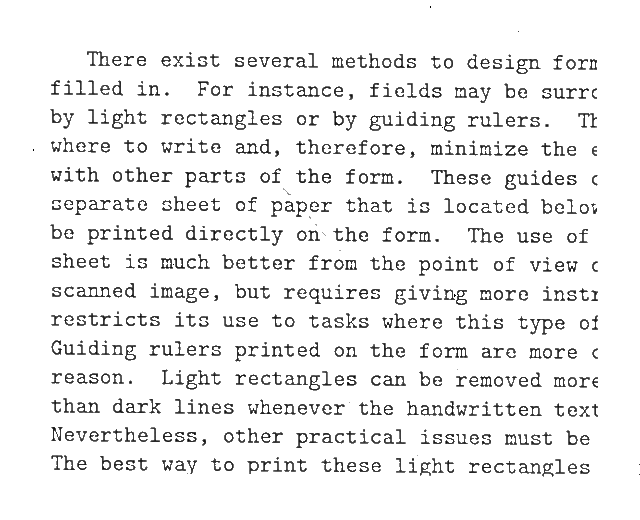 There exist several methods to design form
filled in. For instance, fields may be surro
by light rectangles or by guiding rulers. Th
where to write and, therefore, minimize the e
with other parts of the form. These guides c
separate sheet of paper that is located below
be printed directly on the form. The use of
sheet is much better from the point of view o
scanned image, but requires giving more instr
restricts its use to tasks where this type of
Guiding rulers printed on the form are more c
reason. Light rectangles can be removed more
than dark lines whenever the handwritten text
Nevertheless, other practical issues must be
The best way to print these light rectangles